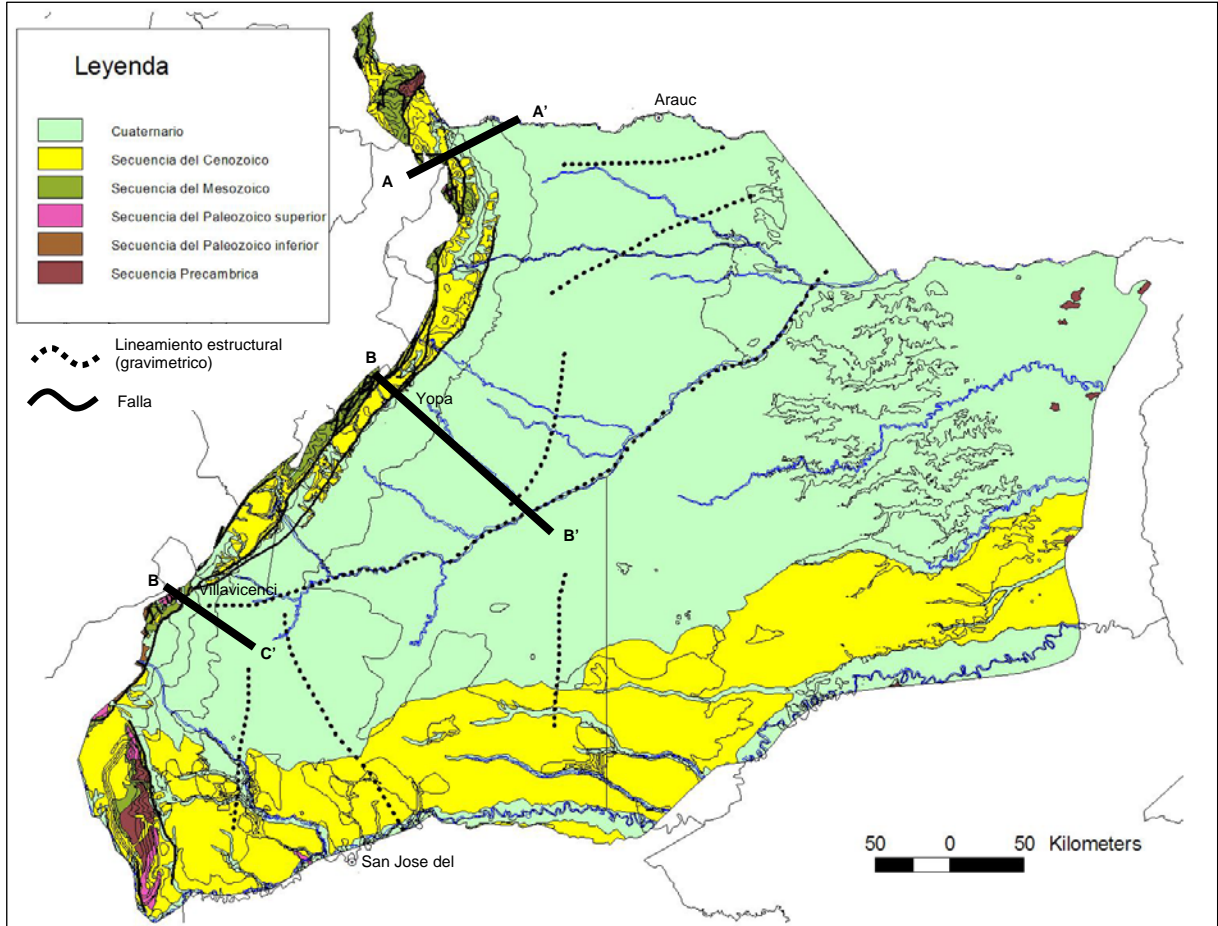 Leyenda
Cuaternario
Secuencia del Cenozoico
Secuencia del Mesozoico
Secuencia del Paleozoico superior
Secuencia del Paleozoico inferior
Secuencia Precambrica
Lineamiento estructural
(gravimetrico)
Falla
Arauc
A'
A
B
Yopa
B'
B
Villavicenci
C'
San Jose del
50 0 50 Kilometers